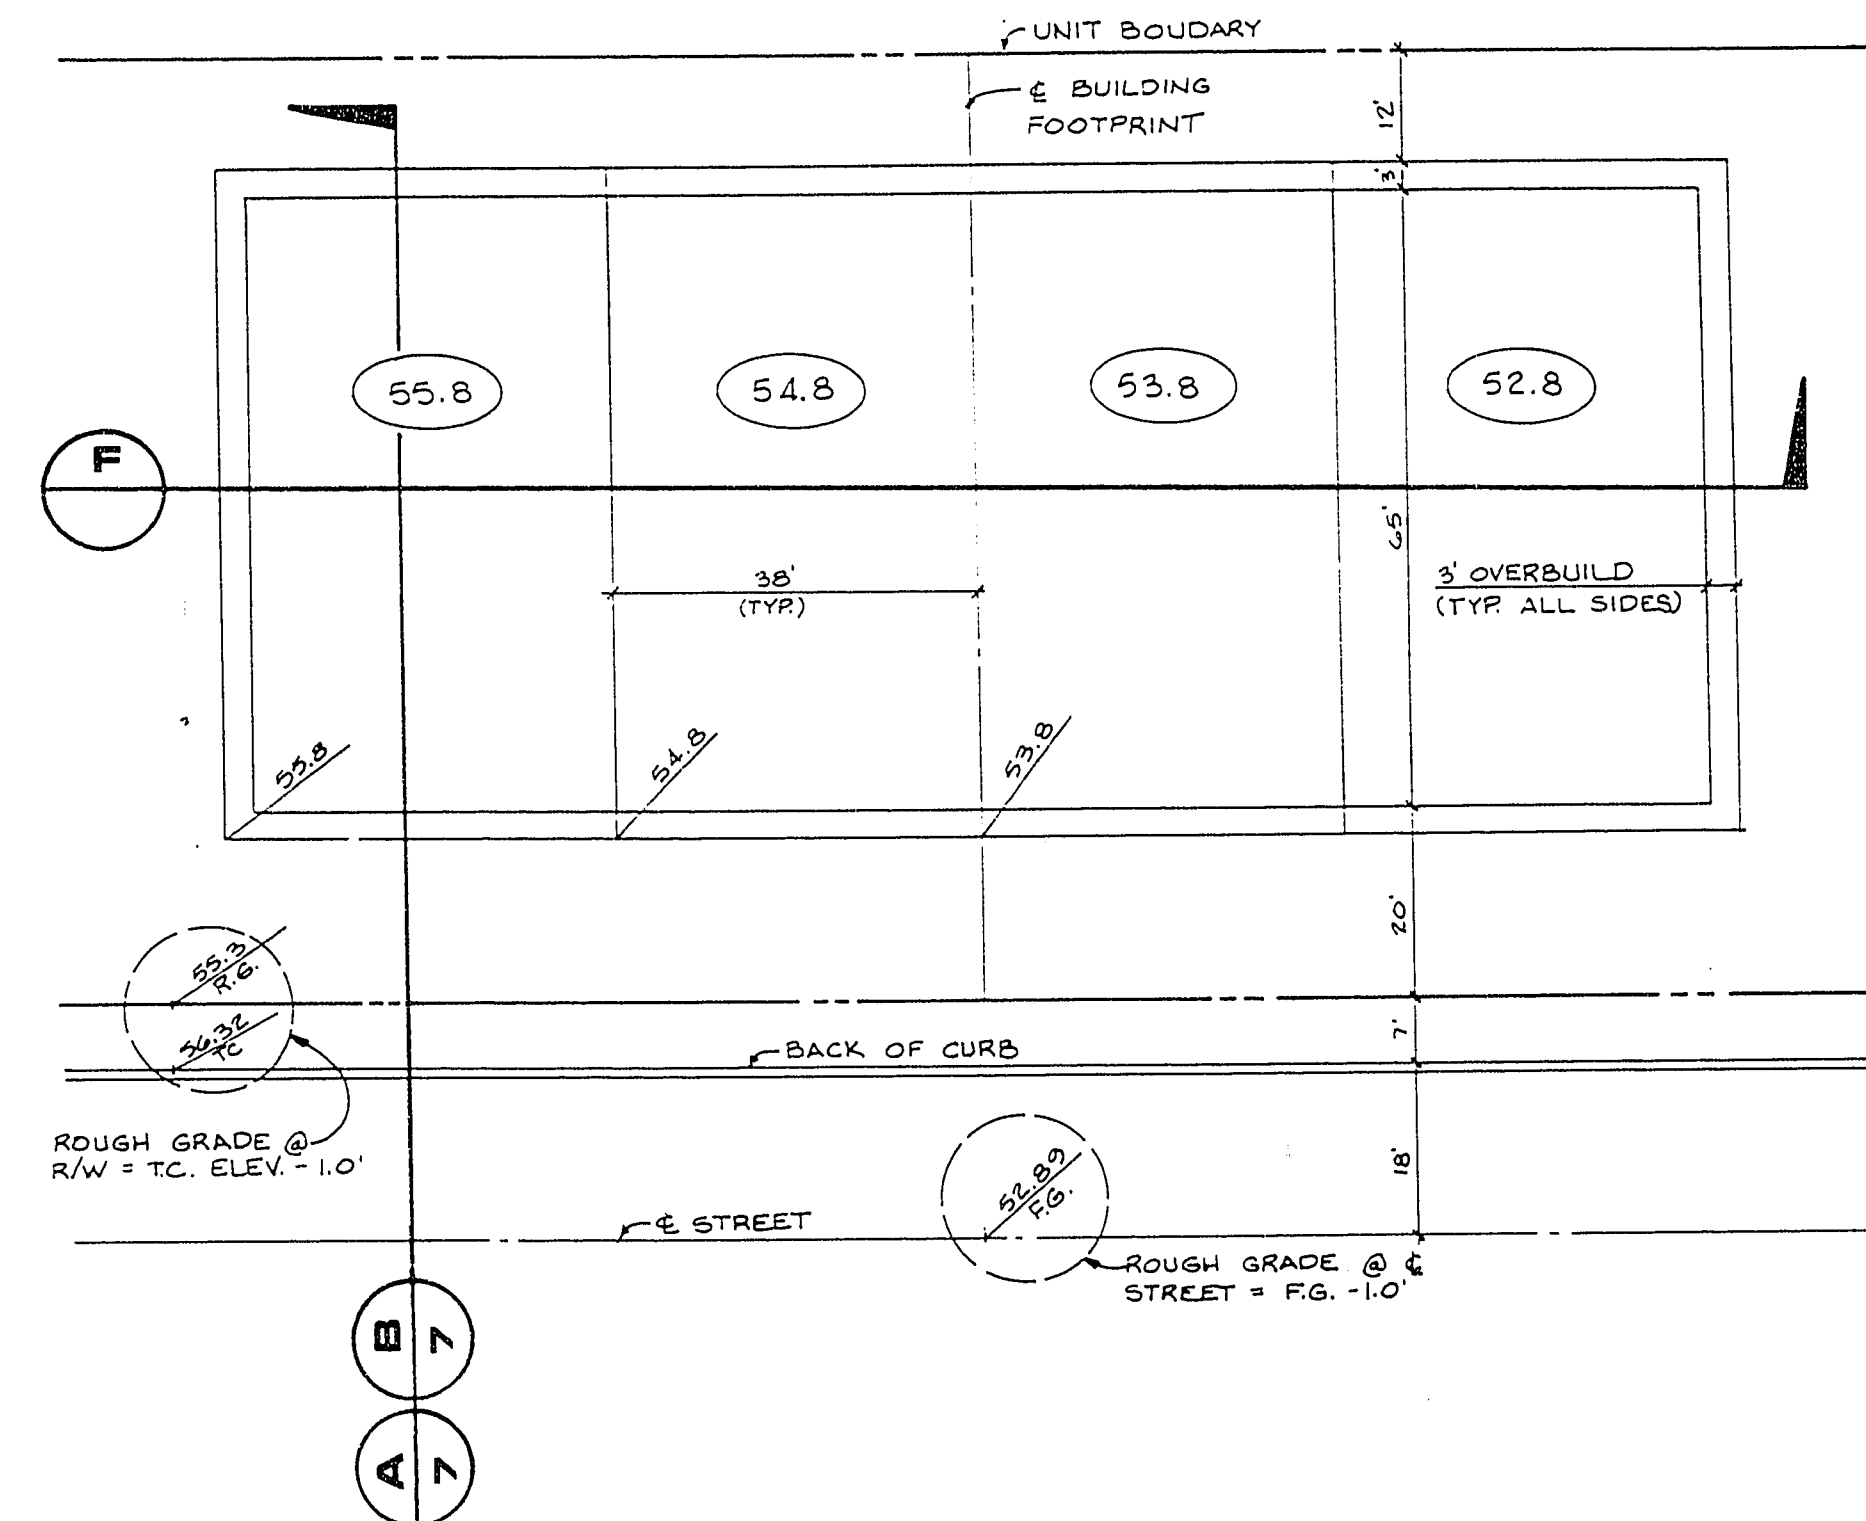 UNIT BOUDARY
℄ BUILDING
FOOTPRINT
12'
3'
55.8
54.8
53.8
52.8
F
65'
38'
(TYP.)
3' OVERBUILD
(TYP. ALL SIDES)
55.8
54.8
53.8
20'
55.3
R.G.
56.32
TC
7'
BACK OF CURB
ROUGH GRADE @
R/W = T.C. ELEV. - 1.0'
18'
52.89
F.G.
℄ STREET
ROUGH GRADE @ ℄
STREET = F.G. -1.0'
B
7
A
7